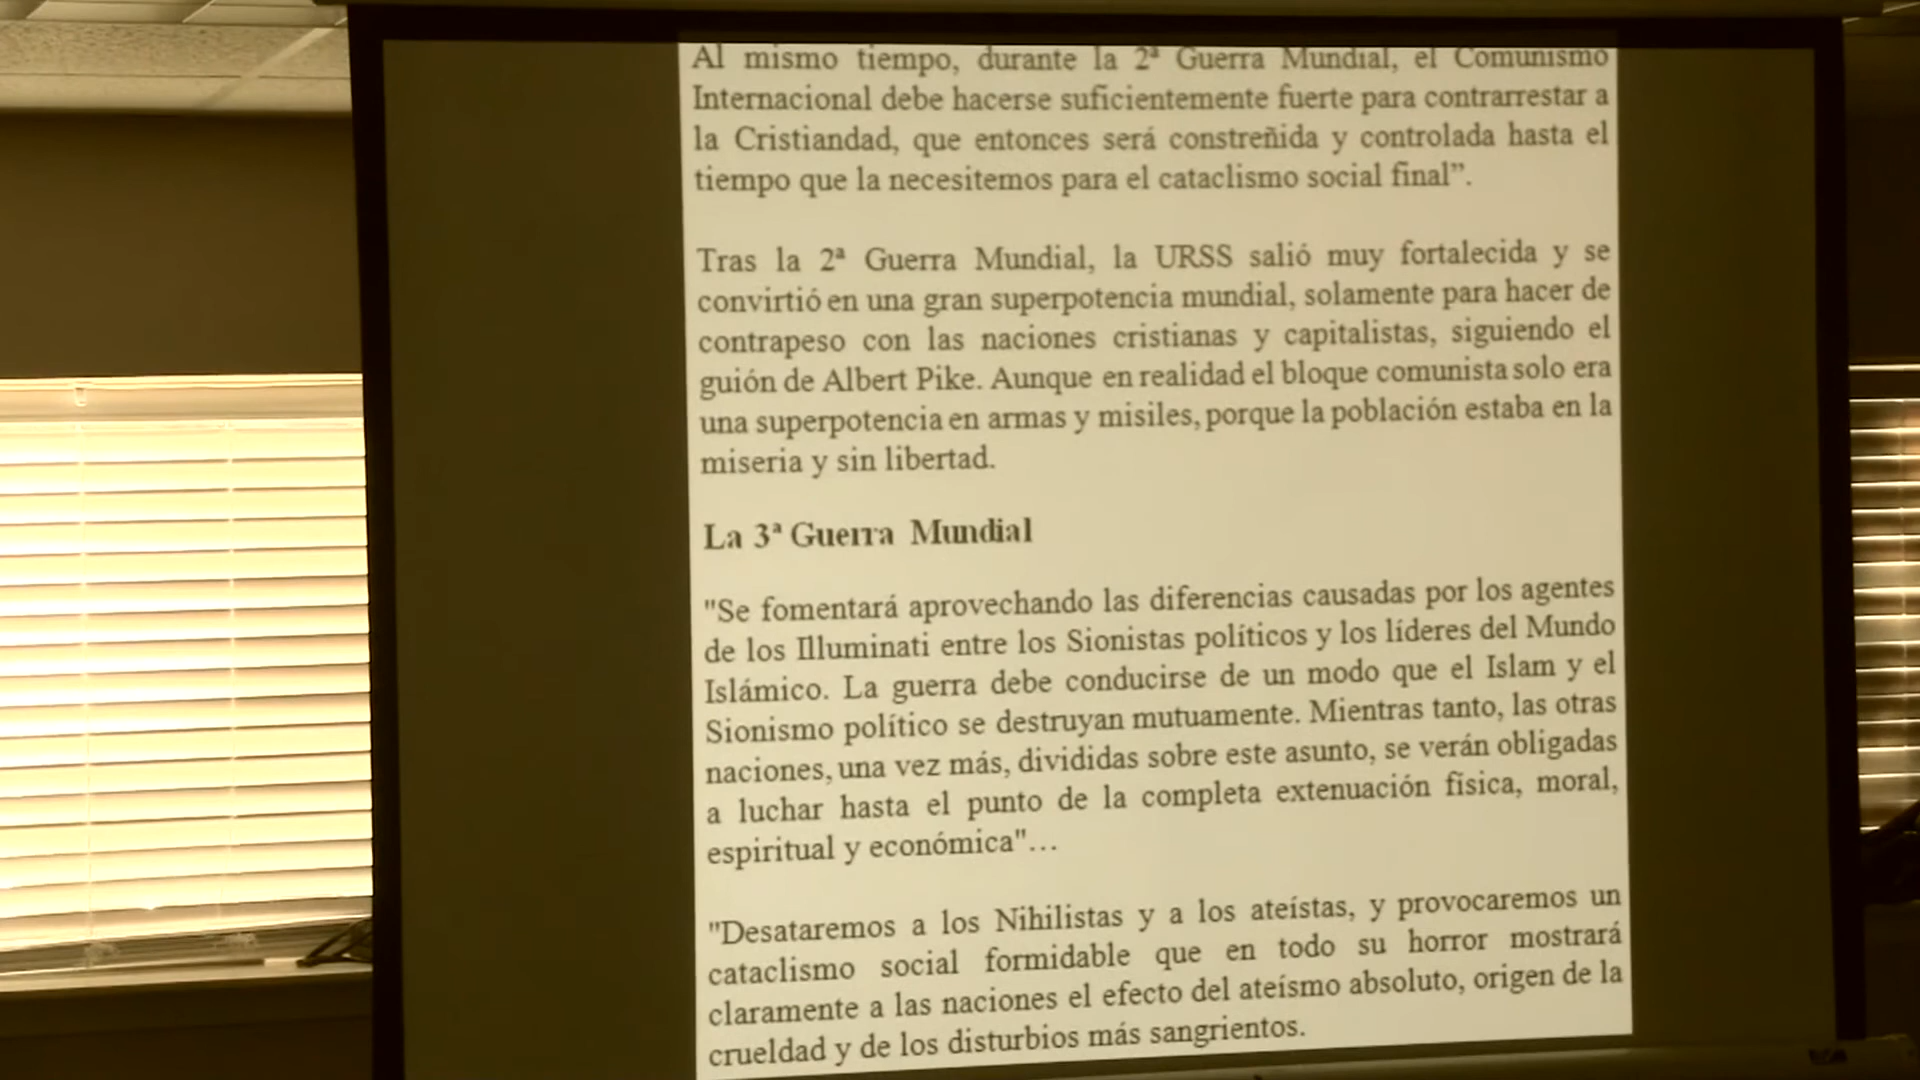 Al mismo tiempo, durante la 2ª Guerra Mundial, el Comunismo
Internacional debe hacerse suficientemente fuerte para contrarrestar a
la Cristiandad, que entonces será constreñida y controlada hasta el
tiempo que la necesitemos para el cataclismo social final”.
Tras la 2ª Guerra Mundial, la URSS salió muy fortalecida y se
convirtió en una gran superpotencia mundial, solamente para hacer de
contrapeso con las naciones cristianas y capitalistas, siguiendo el
guión de Albert Pike. Aunque en realidad el bloque comunista solo era
una superpotencia en armas y misiles, porque la población estaba en la
miseria y sin libertad.
La 3ª Guerra Mundial
"Se fomentará aprovechando las diferencias causadas por los agentes
de los Illuminati entre los Sionistas políticos y los líderes del Mundo
Islámico. La guerra debe conducirse de un modo que el Islam y el
Sionismo político se destruyan mutuamente. Mientras tanto, las otras
naciones, una vez más, divididas sobre este asunto, se verán obligadas
a luchar hasta el punto de la completa extenuación física, moral,
espiritual y económica"...
"Desataremos a los Nihilistas y a los ateístas, y provocaremos un
cataclismo social formidable que en todo su horror mostrará
claramente a las naciones el efecto del ateísmo absoluto, origen de la
crueldad y de los disturbios más sangrientos.